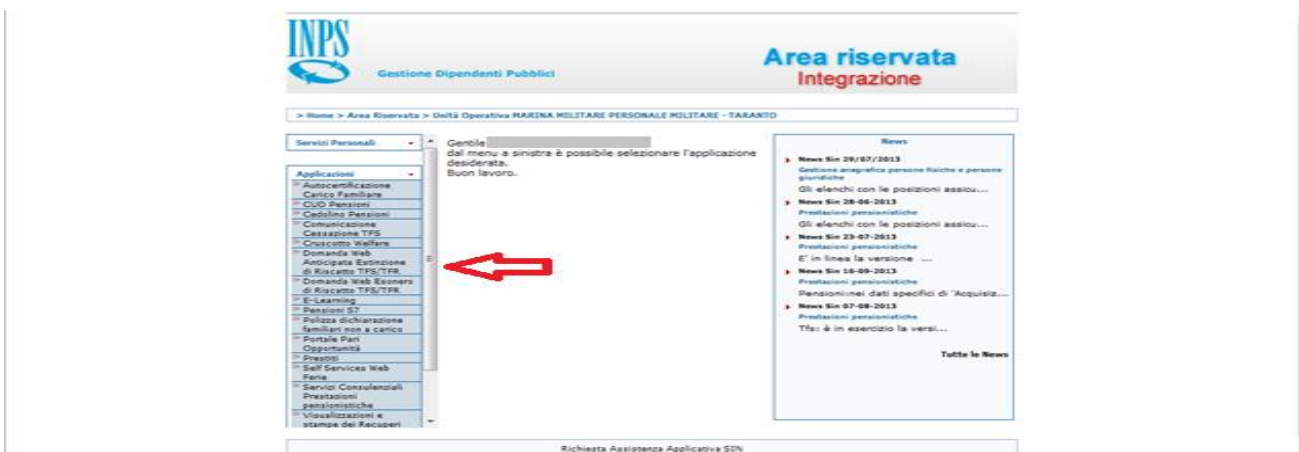 INPS
Gestione Dipendenti Pubblici
Area riservata
Integrazione
> Home > Area Riservata > Unità Operativa MARINA MILITARE PERSONALE MILITARE - TARANTO
Servizi Personali
Applicazioni
Autocertificazione
Carico Familiare
CUD Pensioni
Cedolino Pensioni
Comunicazione
Cessazione TFS
Cruscotto Welfare
Domanda Web
Anticipata Estinzione
di Riscatto TFS/TFR
Domanda Web Esonero
di Riscatto TFS/TFR
E-Learning
Pensioni S7
Polizza dichiarazione
familiari non a carico
Portale Pari
Opportunità
Prestiti
Self Services Web
Ferie
Servizi Consulenziali
Prestazioni
pensionistiche
Visualizzazioni e
stampe dei Recuperi
Gentile
dal menu a sinistra è possibile selezionare l'applicazione
desiderata.
Buon lavoro.
News
News Sin 29/07/2013
Gestione anagrafica persone fisiche e persone
giuridiche
Gli elenchi con le posizioni assicu...
News Sin 28-06-2013
Prestazioni pensionistiche
Gli elenchi con le posizioni assicu...
News Sin 23-07-2013
Prestazioni pensionistiche
E' in linea la versione ...
News Sin 16-09-2013
Prestazioni pensionistiche
Pensioni:nei dati specifici di "Acquisiz...
News Sin 07-08-2013
Prestazioni pensionistiche
Tfs: è in esercizio la versi...
Tutte le News
Richiesta Assistenza Applicativa SIN